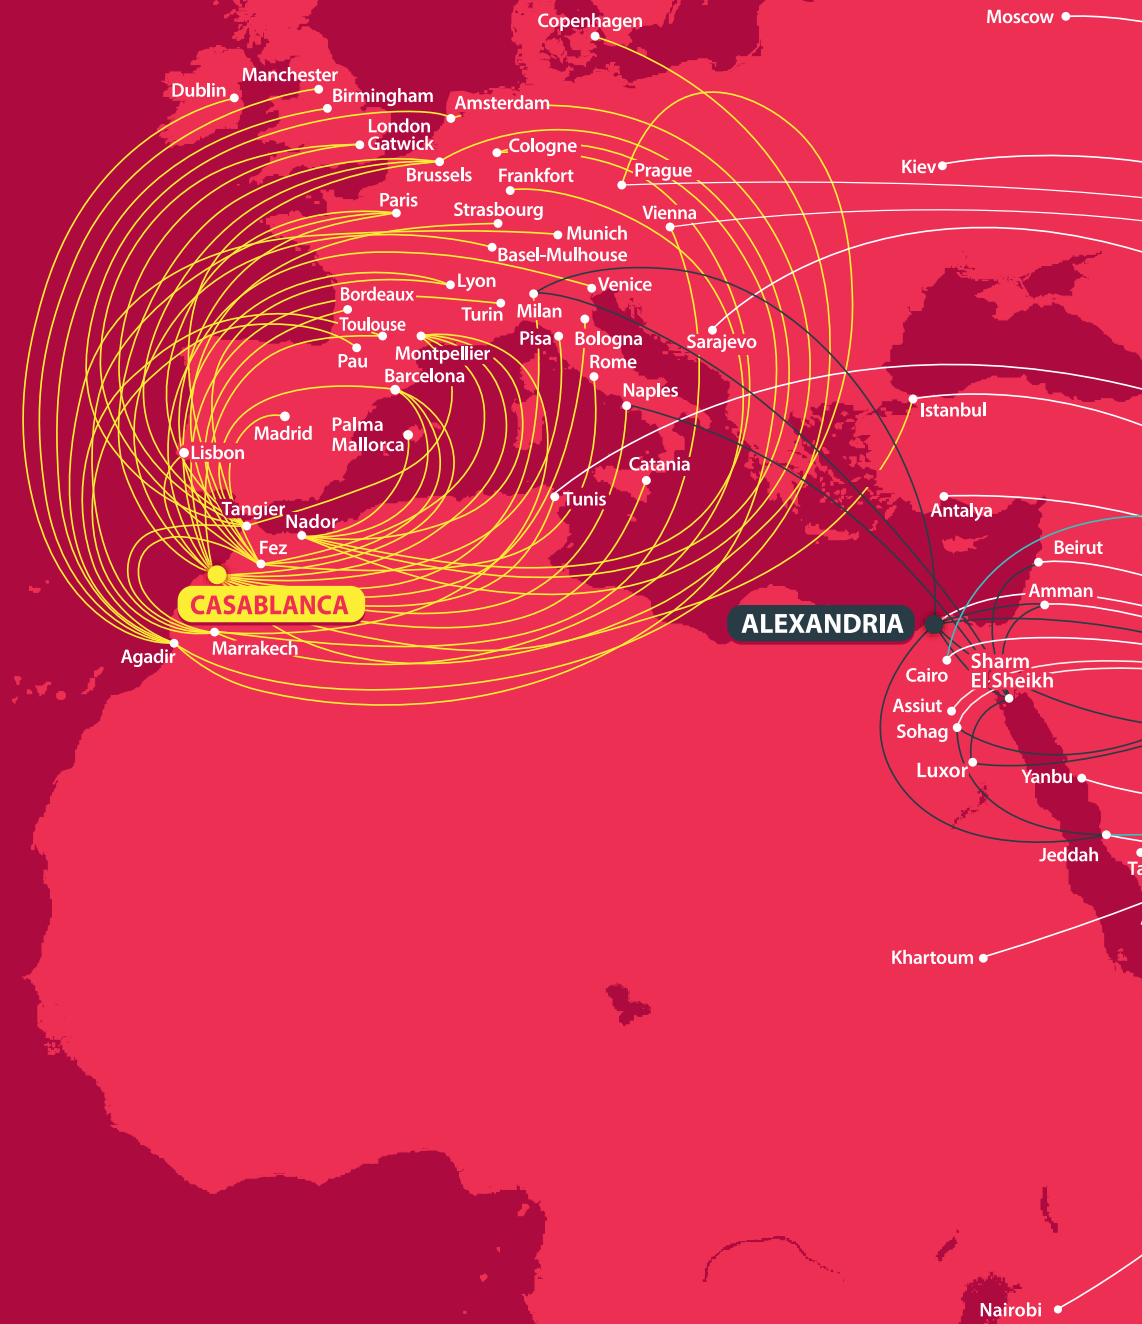 Copenhagen
Moscow
Manchester
Dublin
Birmingham
Amsterdam
London
Gatwick
Cologne
Brussels
Frankfort
Prague
Kiev
Paris
Strasbourg
Vienna
Munich
Basel-Mulhouse
Lyon
Venice
Bordeaux
Turin
Milan
Toulouse
Pisa
Bologna
Sarajevo
Pau
Montpellier
Rome
Barcelona
Naples
Istanbul
Madrid
Palma
Mallorca
Lisbon
Catania
Tunis
Tangier
Nador
Antalya
Fez
Beirut
Amman
CASABLANCA
ALEXANDRIA
Agadir
Marrakech
Cairo
Sharm
El Sheikh
Assiut
Sohag
Luxor
Yanbu
Jeddah
Ta
Khartoum
Nairobi